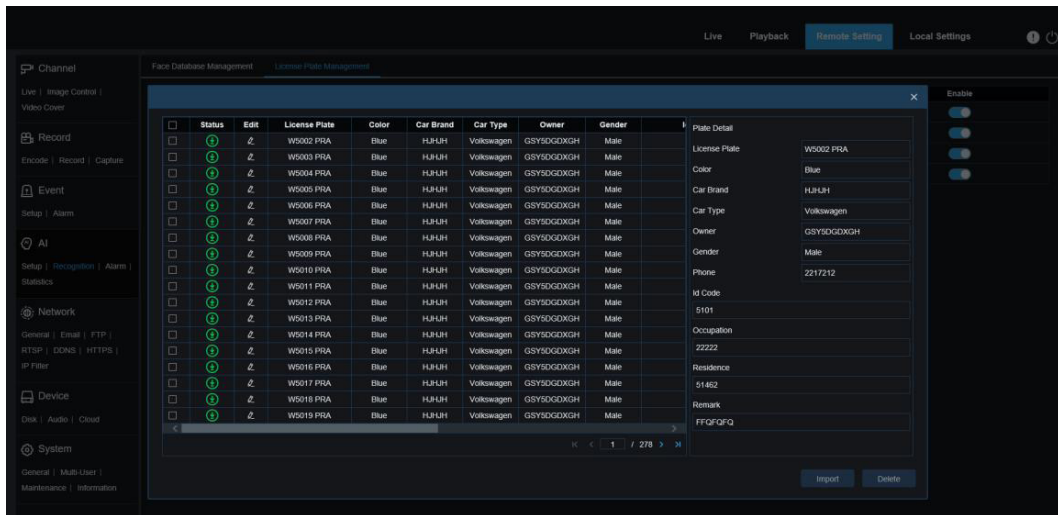 Live Playback Remote Setting Local Settings
Channel
Live | Image Control |
Video Cover
Record
Encode | Record | Capture
Event
Setup | Alarm
AI
Setup | Recognition | Alarm |
Statistics
Network
General | Email | FTP |
RTSP | DDNS | HTTPS |
IP Filter
Device
Disk | Audio | Cloud
System
General | Multi-User |
Maintenance | Information
Face Database Management License Plate Management
Enable
Status Edit License Plate Color Car Brand Car Type Owner Gender
W5002 PRA Blue HJHJH Volkswagen GSY5DGDXGH Male
W5003 PRA Blue HJHJH Volkswagen GSY5DGDXGH Male
W5004 PRA Blue HJHJH Volkswagen GSY5DGDXGH Male
W5005 PRA Blue HJHJH Volkswagen GSY5DGDXGH Male
W5006 PRA Blue HJHJH Volkswagen GSY5DGDXGH Male
W5007 PRA Blue HJHJH Volkswagen GSY5DGDXGH Male
W5008 PRA Blue HJHJH Volkswagen GSY5DGDXGH Male
W5009 PRA Blue HJHJH Volkswagen GSY5DGDXGH Male
W5010 PRA Blue HJHJH Volkswagen GSY5DGDXGH Male
W5011 PRA Blue HJHJH Volkswagen GSY5DGDXGH Male
W5012 PRA Blue HJHJH Volkswagen GSY5DGDXGH Male
W5013 PRA Blue HJHJH Volkswagen GSY5DGDXGH Male
W5014 PRA Blue HJHJH Volkswagen GSY5DGDXGH Male
W5015 PRA Blue HJHJH Volkswagen GSY5DGDXGH Male
W5016 PRA Blue HJHJH Volkswagen GSY5DGDXGH Male
W5017 PRA Blue HJHJH Volkswagen GSY5DGDXGH Male
W5018 PRA Blue HJHJH Volkswagen GSY5DGDXGH Male
W5019 PRA Blue HJHJH Volkswagen GSY5DGDXGH Male
1 / 278
Plate Detail
License Plate W5002 PRA
Color Blue
Car Brand HJHJH
Car Type Volkswagen
Owner GSY5DGDXGH
Gender Male
Phone 2217212
Id Code
5101
Occupation
22222
Residence
51462
Remark
FFQFQFQ
Import Delete